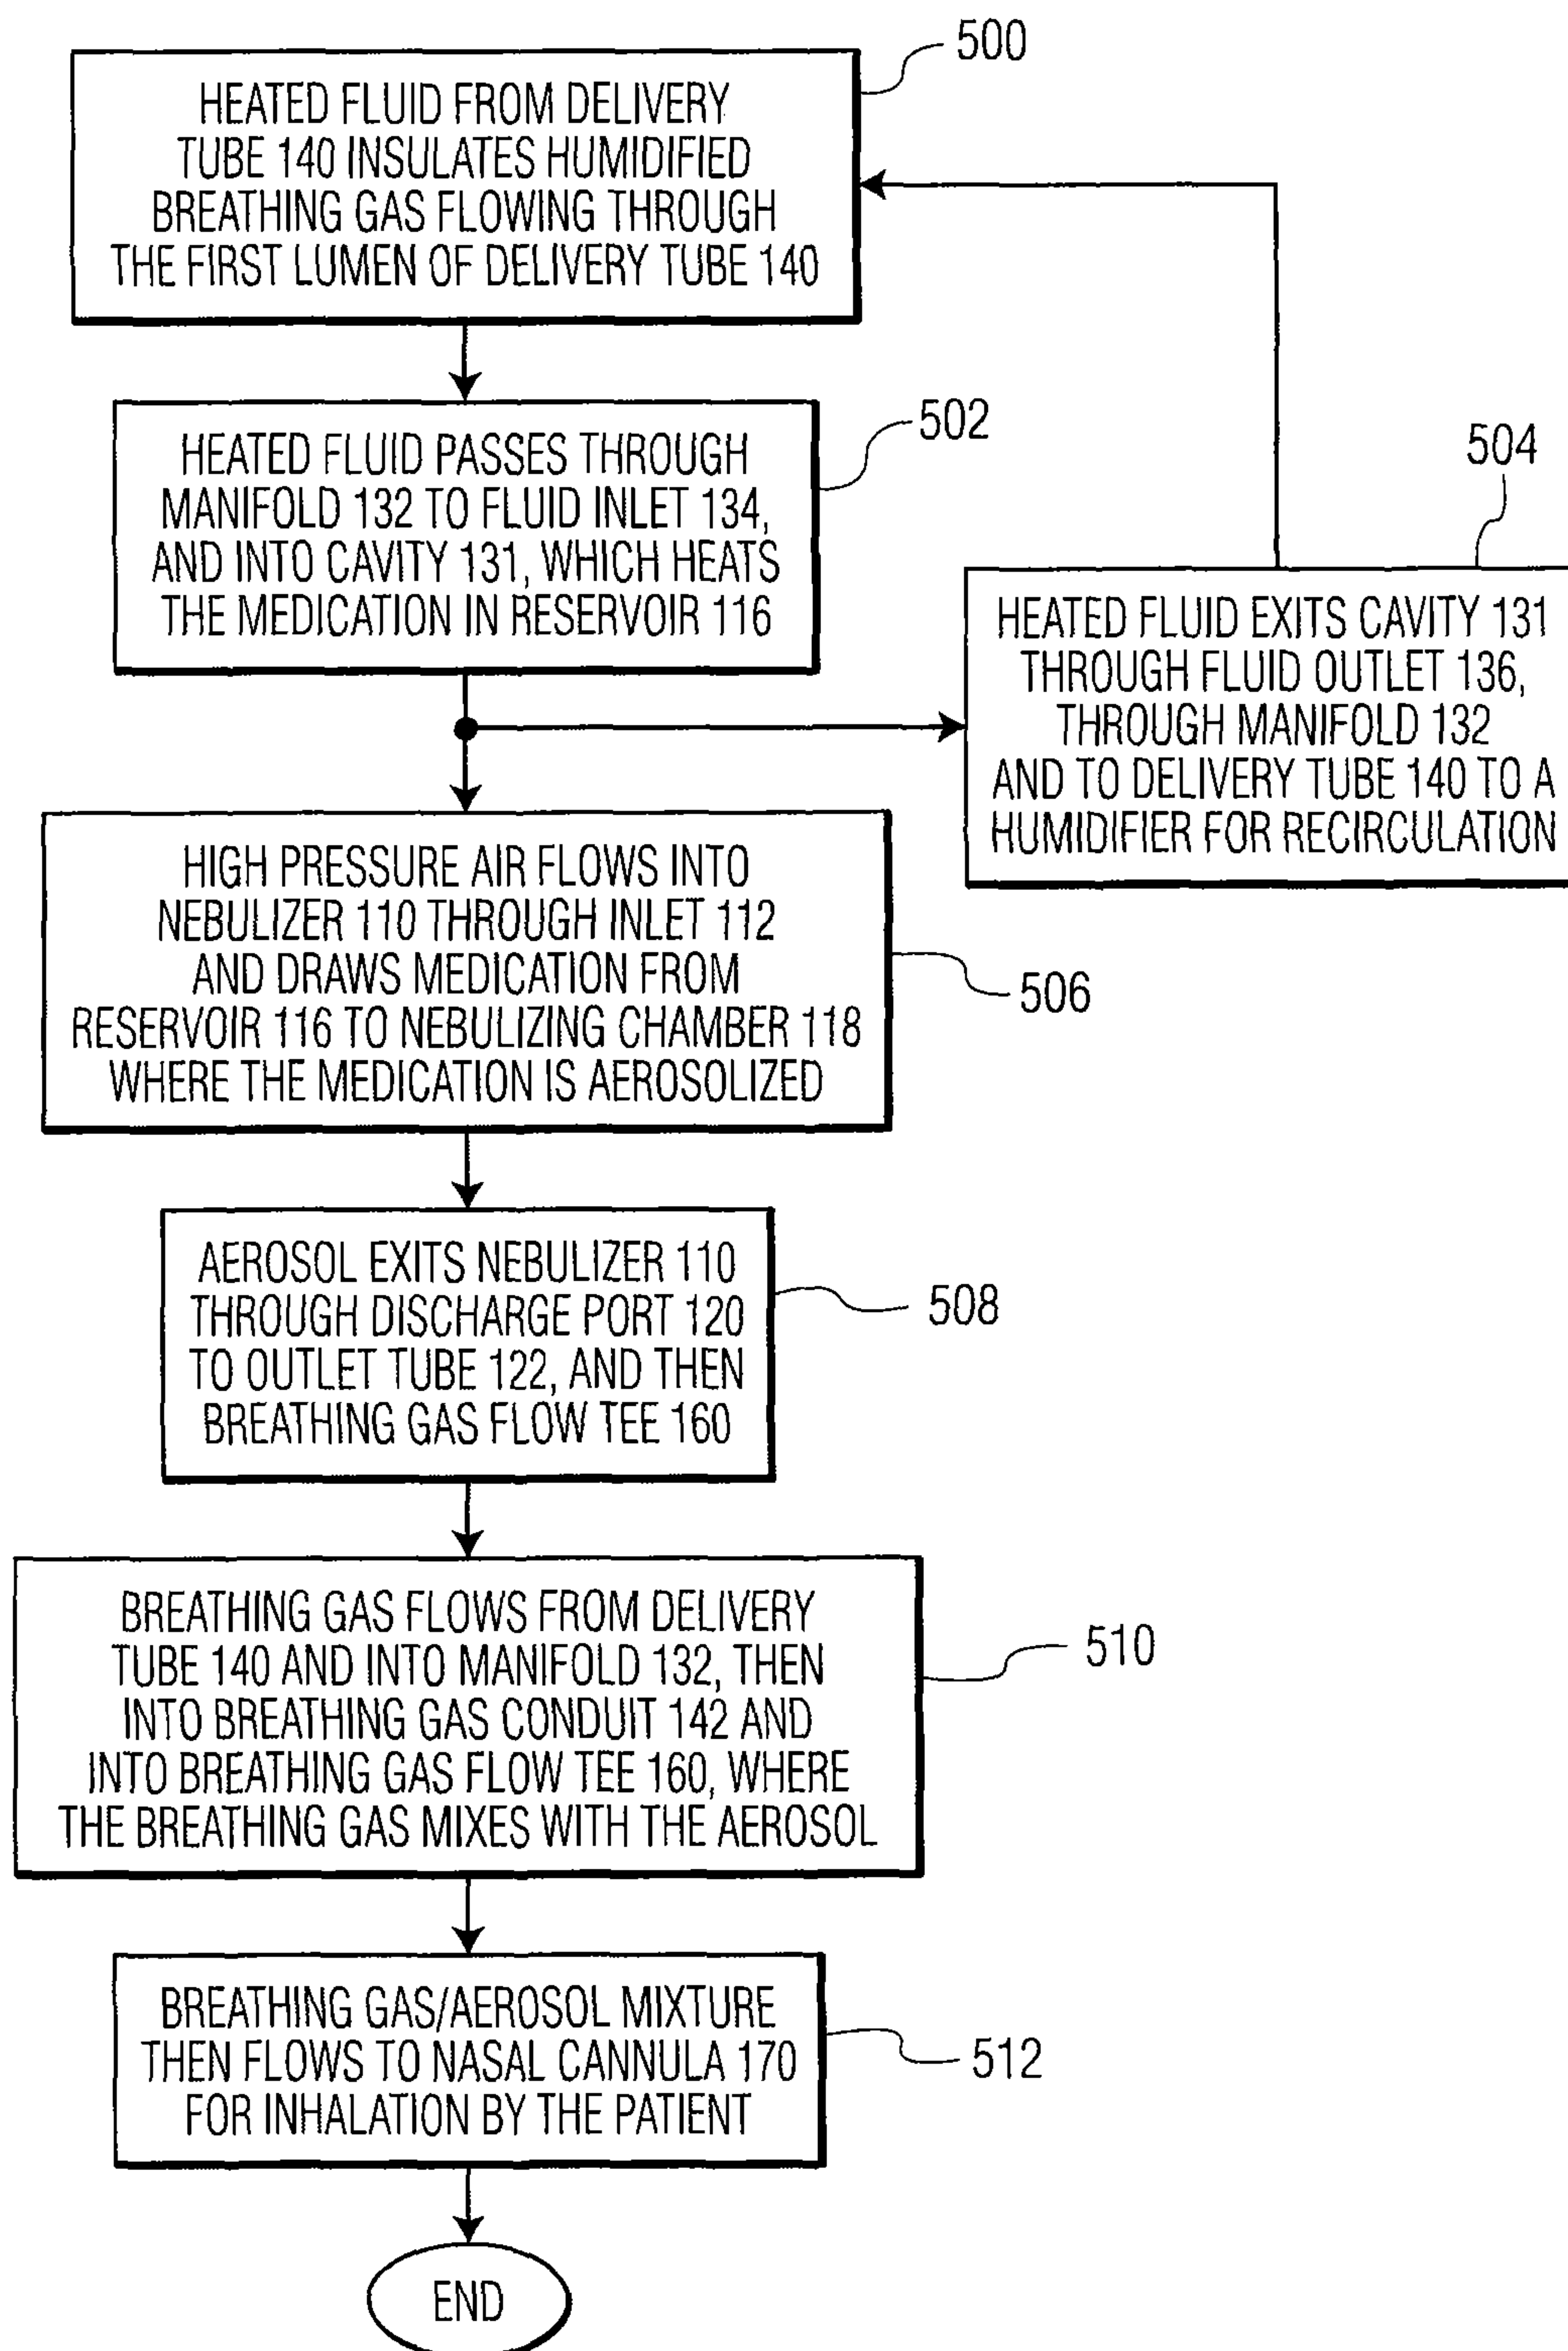 500
HEATED FLUID FROM DELIVERY
TUBE 140 INSULATES HUMIDIFIED
BREATHING GAS FLOWING THROUGH
THE FIRST LUMEN OF DELIVERY TUBE 140
502
HEATED FLUID PASSES THROUGH
MANIFOLD 132 TO FLUID INLET 134,
AND INTO CAVITY 131, WHICH HEATS
THE MEDICATION IN RESERVOIR 116
504
HEATED FLUID EXITS CAVITY 131
THROUGH FLUID OUTLET 136,
THROUGH MANIFOLD 132
AND TO DELIVERY TUBE 140 TO A
HUMIDIFIER FOR RECIRCULATION
HIGH PRESSURE AIR FLOWS INTO
NEBULIZER 110 THROUGH INLET 112
AND DRAWS MEDICATION FROM
RESERVOIR 116 TO NEBULIZING CHAMBER 118
WHERE THE MEDICATION IS AEROSOLIZED
506
AEROSOL EXITS NEBULIZER 110
THROUGH DISCHARGE PORT 120
TO OUTLET TUBE 122, AND THEN
BREATHING GAS FLOW TEE 160
508
BREATHING GAS FLOWS FROM DELIVERY
TUBE 140 AND INTO MANIFOLD 132, THEN
INTO BREATHING GAS CONDUIT 142 AND
INTO BREATHING GAS FLOW TEE 160, WHERE
THE BREATHING GAS MIXES WITH THE AEROSOL
510
BREATHING GAS/AEROSOL MIXTURE
THEN FLOWS TO NASAL CANNULA 170
FOR INHALATION BY THE PATIENT
512
END